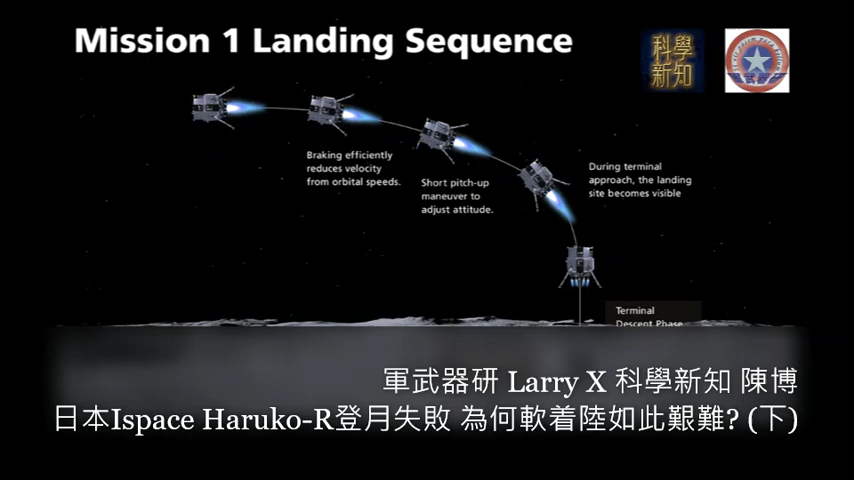 Mission 1 Landing Sequence
科學
新知
武器
Braking efficiently
reduces velocity
from orbital speeds.
Short pitch-up
maneuver to
adjust attitude.
During terminal
approach, the landing
site becomes visible
Terminal
Descent Phase
軍武器研 Larry X 科學新知 陳博
日本Ispace Haruko-R登月失敗 為何軟着陸如此艱難? (下)